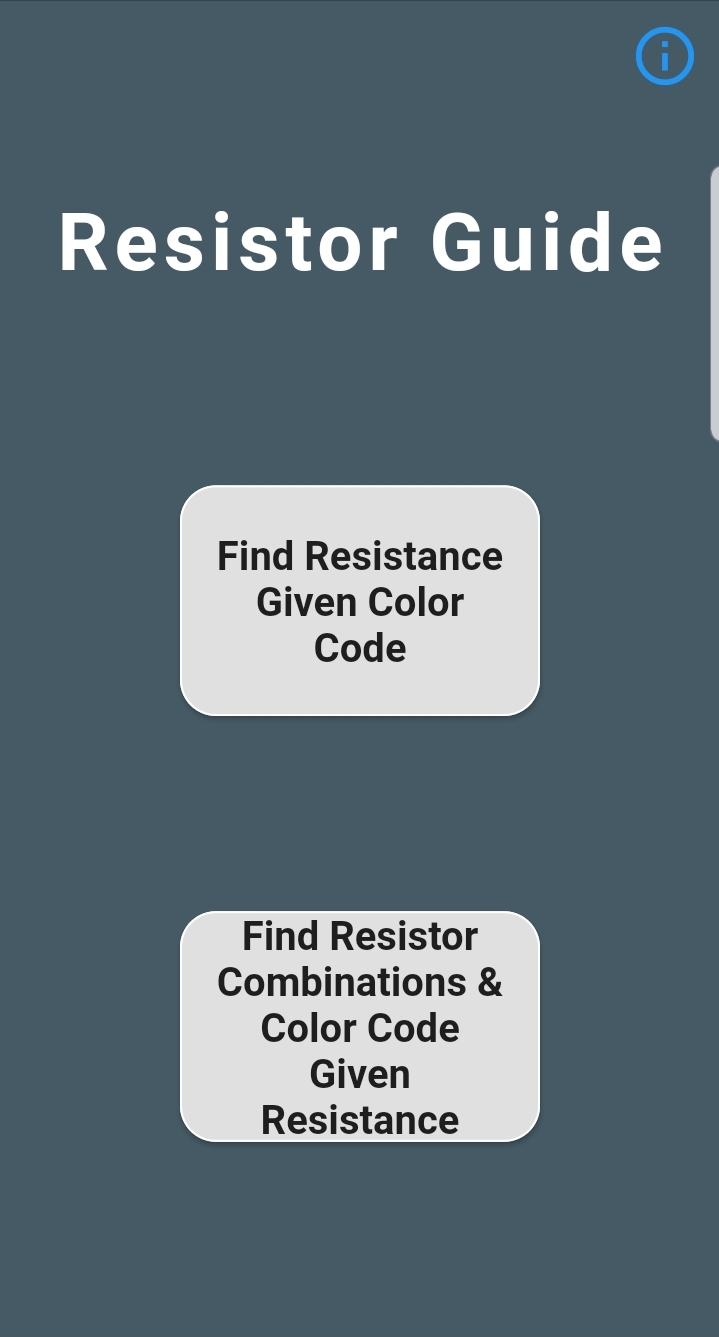 Resistor Guide
Find Resistance
Given Color
Code
Find Resistor
Combinations &
Color Code
Given
Resistance